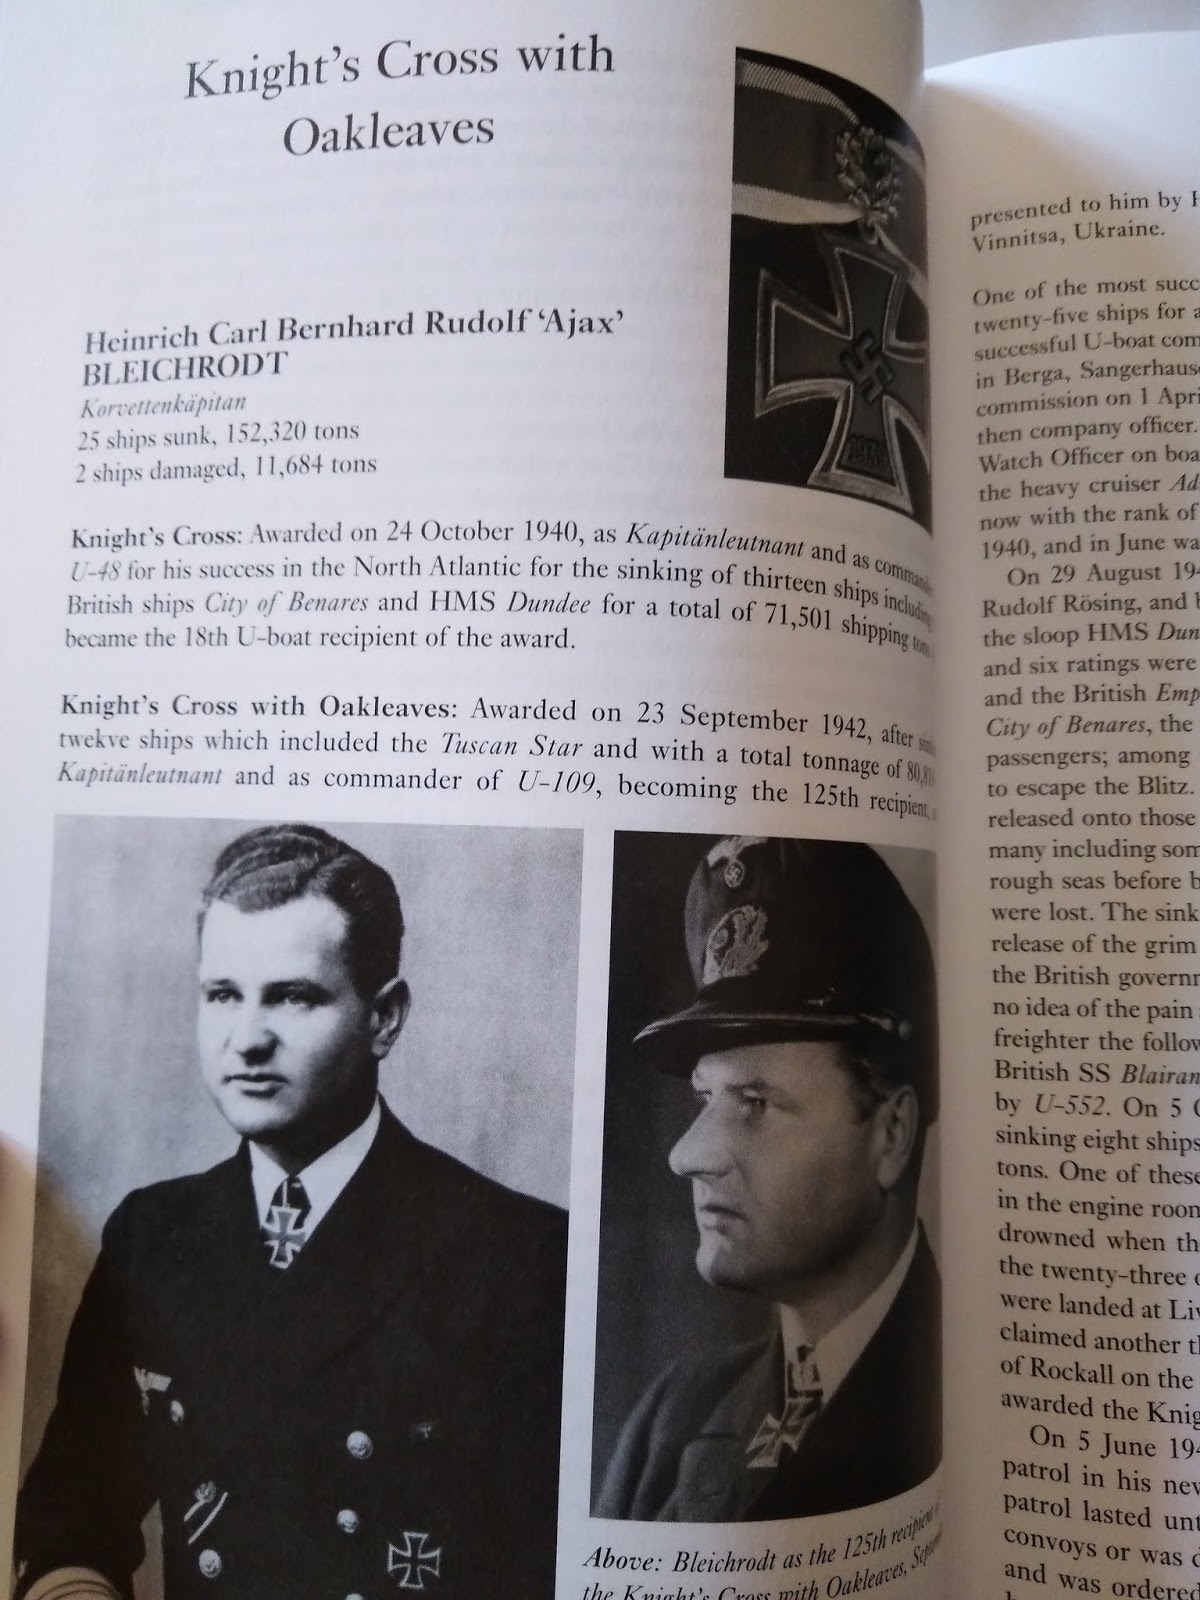 Knight's Cross with
Oakleaves
Heinrich Carl Bernhard Rudolf 'Ajax'
BLEICHRODT
Korvettenkäpitan
25 ships sunk, 152,320 tons
2 ships damaged, 11,684 tons
Knight's Cross: Awarded on 24 October 1940, as Kapitänleutnant and as
U-48 for his success in the North Atlantic for the sinking of thirteen ships including
British ships City of Benares and HMS Dundee for a total of 71,501 shipping
became the 18th U-boat recipient of the award.
Knight's Cross with Oakleaves: Awarded on 23 September 1942, after
twekve ships which included the Tuscan Star and with a total tonnage of
Kapitänleutnant and as commander of U-109, becoming the 125th recipient,
Above: Bleichrodt as the 125th recipient
the Knight's Cross with Oakleaves,
presented to him by
Vinnitsa, Ukraine.
One of the most
twenty-five ships for
successful U-boat
in Berga,
commission on 1
then company officer.
Watch Officer on
the heavy cruiser
now with the rank of
1940, and in June
On 29 August
Rudolf Rösing, and
the sloop HMS
and six ratings were
and the British
City of Benares, the
passengers; among
to escape the Blitz.
released onto those
many including
rough seas before
were lost. The
release of the grim
the British
no idea of the pain
freighter the
British SS
by U-552. On 5
sinking eight ships
tons. One of
in the engine
drowned when
the twenty-three
were landed at
claimed another
of Rockall on the
awarded the
On 5 June
patrol in his
patrol lasted
convoys or was
and was ordered